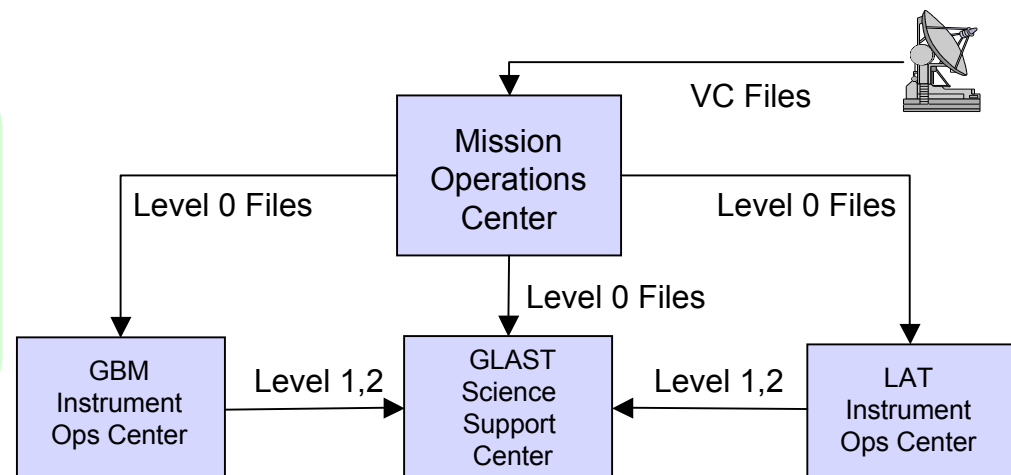 VC Files
Mission
Operations
Center
Level 0 Files
Level 0 Files
Level 0 Files
GBM
Instrument
Ops Center
Level 1,2
GLAST
Science
Support
Center
Level 1,2
LAT
Instrument
Ops Center